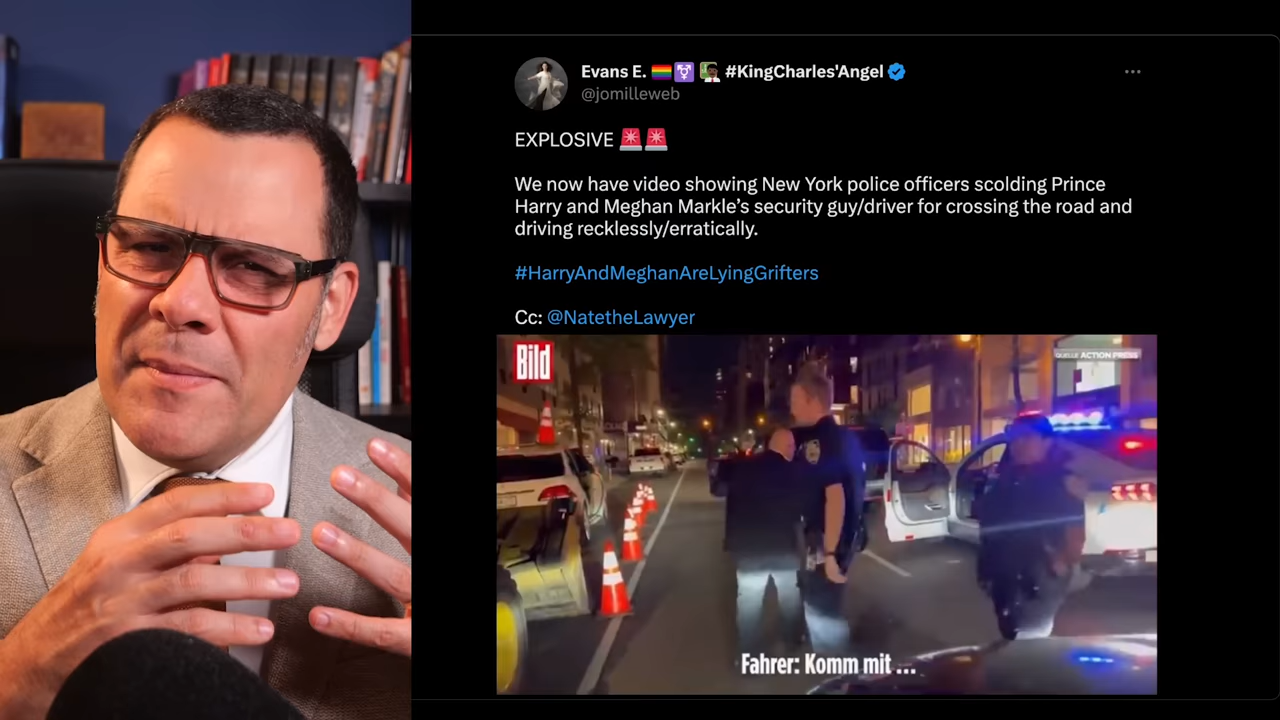 Evans E. 🏳️‍🌈⚧️ #KingCharles'Angel
@jomilleweb
EXPLOSIVE 🚨🚨
We now have video showing New York police officers scolding Prince
Harry and Meghan Markle’s security guy/driver for crossing the road and
driving recklessly/erratically.
#HarryAndMeghanAreLyingGrifters
Cc: @NatetheLawyer
Bild
QUELLE ACTION PRESS
Fahrer: Komm mit ...